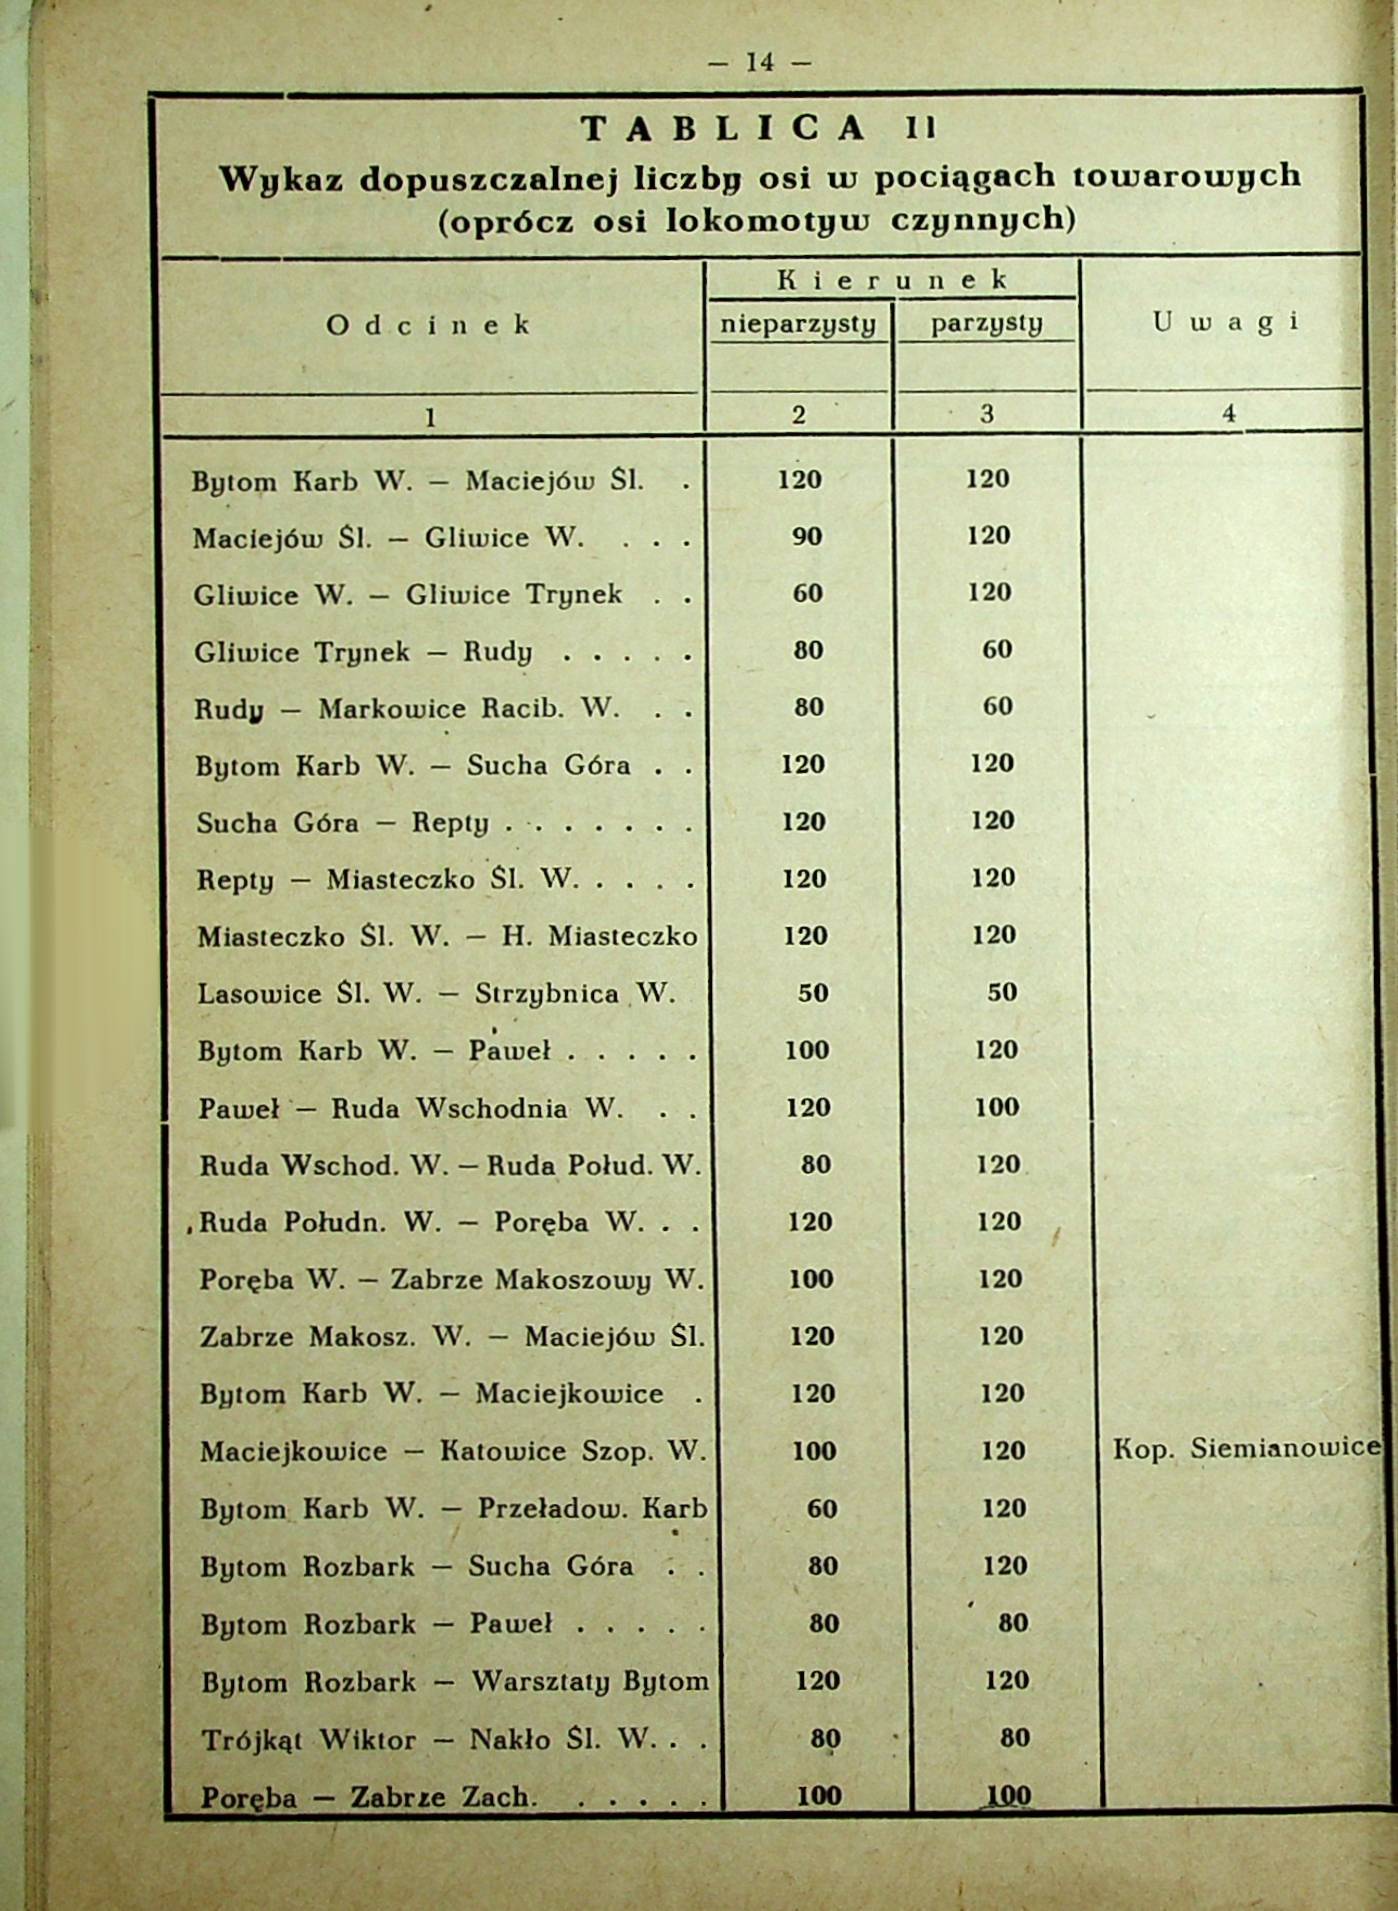 — 14 —
TABLICA 11
Wykaz dopuszczalnej liczby osi w pociągach towarowych
(oprócz osi lokomotyw czynnych)
Odcinek Kierunek Uwagi
nieparzysty parzysty
1 2 3 4
Bytom Karb W. — Maciejów Śl. . 120 120
Maciejów Śl. — Gliwice W. . . . 90 120
Gliwice W. — Gliwice Trynek . . 60 120
Gliwice Trynek — Rudy . . . . . 80 60
Rudy — Markowice Racib. W. . . 80 60
Bytom Karb W. — Sucha Góra . . 120 120
Sucha Góra — Repty . . . . . . . 120 120
Repty — Miasteczko Śl. W. . . . . 120 120
Miasteczko Śl. W. — H. Miasteczko 120 120
Lasowice Śl. W. — Strzybnica W. 50 50
Bytom Karb W. — Paweł . . . . . 100 120
Paweł — Ruda Wschodnia W. . . 120 100
Ruda Wschod. W. — Ruda Połud. W. 80 120
Ruda Połudn. W. — Poręba W. . . 120 120
Poręba W. — Zabrze Makoszowy W. 100 120
Zabrze Makosz. W. — Maciejów Śl. 120 120
Bytom Karb W. — Maciejkowice . 120 120
Maciejkowice — Katowice Szop. W. 100 120 Kop. Siemianowice
Bytom Karb W. — Przeładow. Karb 60 120
Bytom Rozbark — Sucha Góra . . 80 120
Bytom Rozbark — Paweł . . . . . 80 80
Bytom Rozbark — Warsztaty Bytom 120 120
Trójkąt Wiktor — Nakło Śl. W. . . 80 80
Poręba — Zabrze Zach. . . . . . 100 100